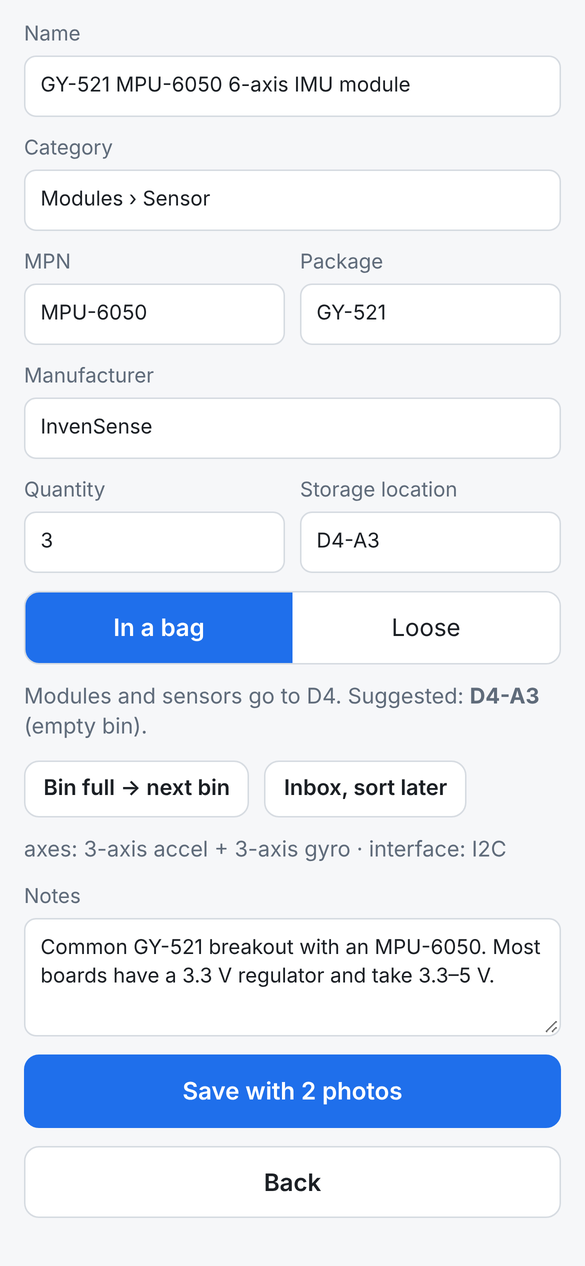 Name
GY-521 MPU-6050 6-axis IMU module
Category
Modules › Sensor
MPN
Package
MPU-6050
GY-521
Manufacturer
InvenSense
Quantity
Storage location
3
D4-A3
In a bag
Loose
Modules and sensors go to D4. Suggested: D4-A3
(empty bin).
Bin full → next bin
Inbox, sort later
axes: 3-axis accel + 3-axis gyro · interface: I2C
Notes
Common GY-521 breakout with an MPU-6050. Most
boards have a 3.3 V regulator and take 3.3–5 V.
Save with 2 photos
Back